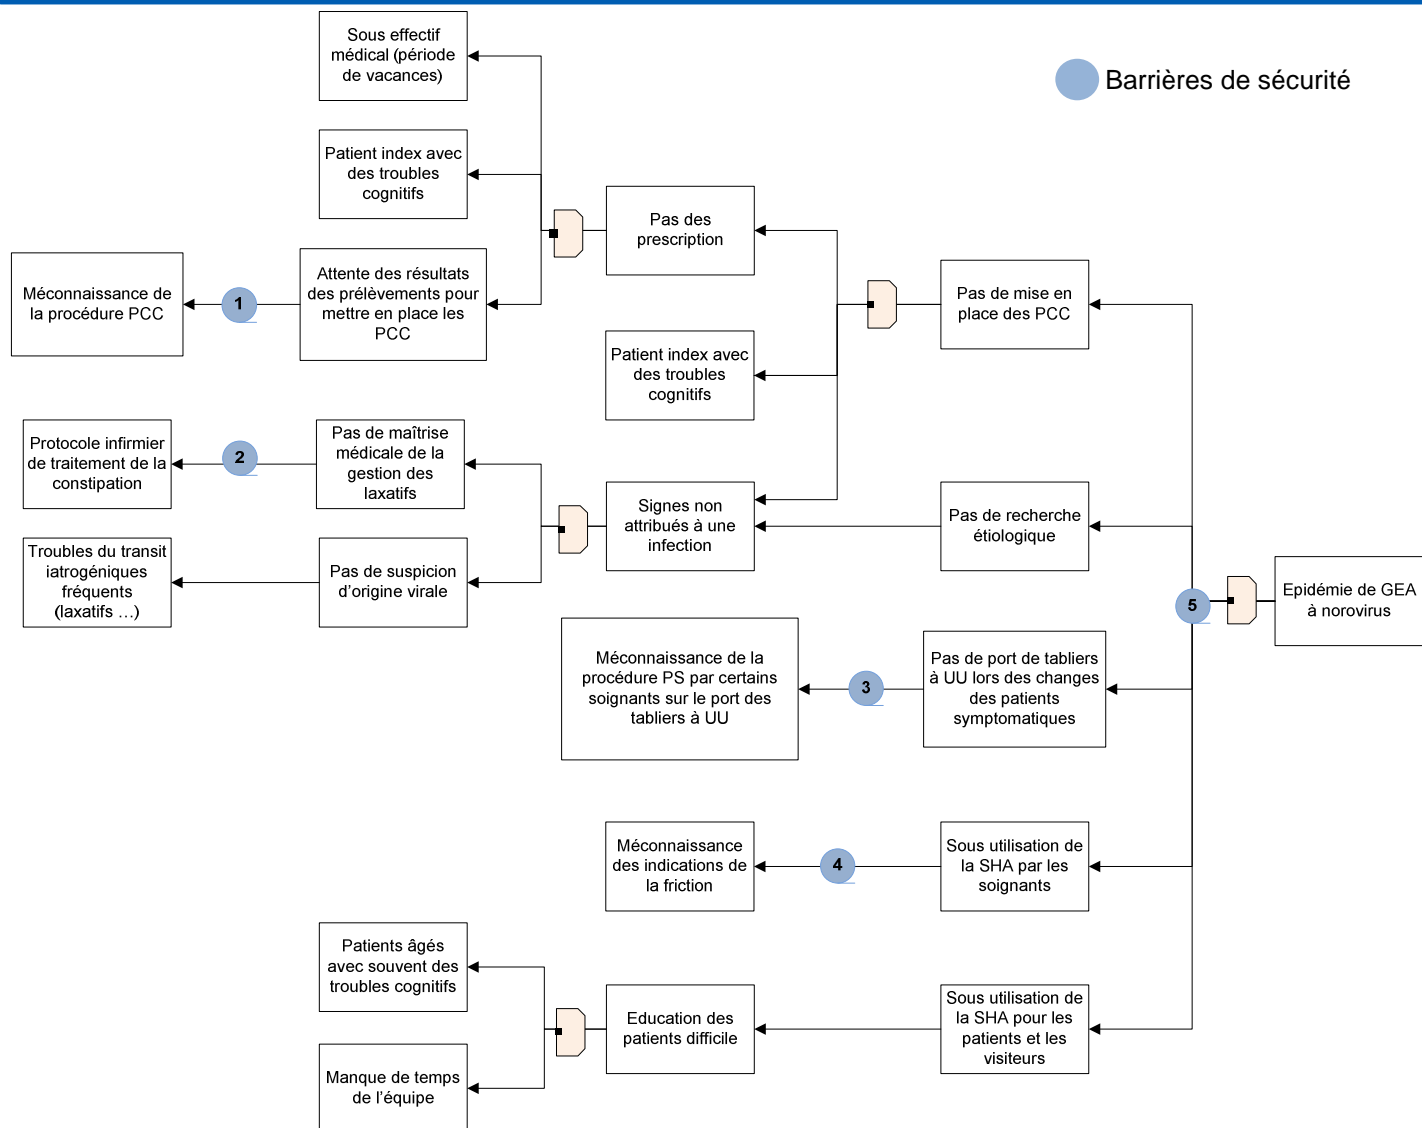 Sous effectif
médical (période
de vacances)
Barrières de sécurité
Patient index avec
des troubles
cognitifs
Pas des
prescription
Méconnaissance de
la procédure PCC
1
Attente des résultats
des prélèvements pour
mettre en place les
PCC
Pas de mise en
place des PCC
Patient index avec
des troubles
cognitifs
Protocole infirmier
de traitement de la
constipation
2
Pas de maîtrise
médicale de la
gestion des
laxatifs
Signes non
attribués à une
infection
Pas de recherche
étiologique
Troubles du transit
iatrogéniques
fréquents
(laxatifs ...)
Pas de suspicion
d'origine virale
5
Epidémie de GEA
à norovirus
Méconnaissance de la
procédure PS par certains
soignants sur le port des
tabliers à UU
3
Pas de port de tabliers
à UU lors des changes
des patients
symptomatiques
Méconnaissance
des indications de
la friction
4
Sous utilisation de
la SHA par les
soignants
Patients âgés
avec souvent des
troubles cognitifs
Education des
patients difficile
Sous utilisation de
la SHA pour les
patients et les
visiteurs
Manque de temps
de l'équipe